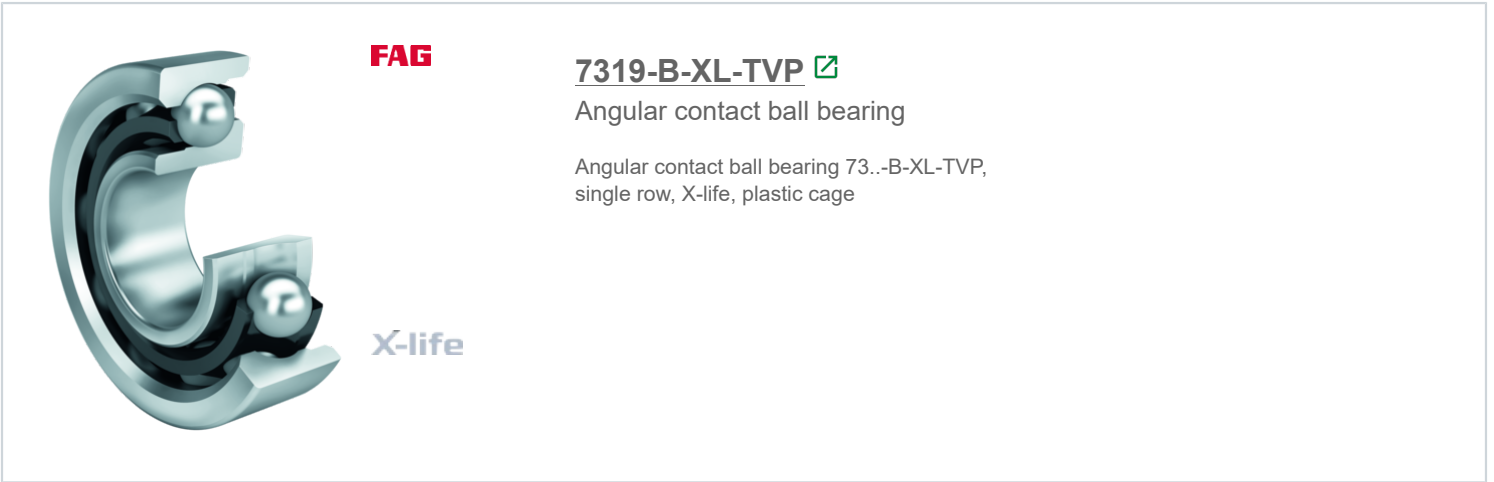 FAG
7319-B-XL-TVP
Angular contact ball bearing
Angular contact ball bearing 73..-B-XL-TVP,
single row, X-life, plastic cage
X-life